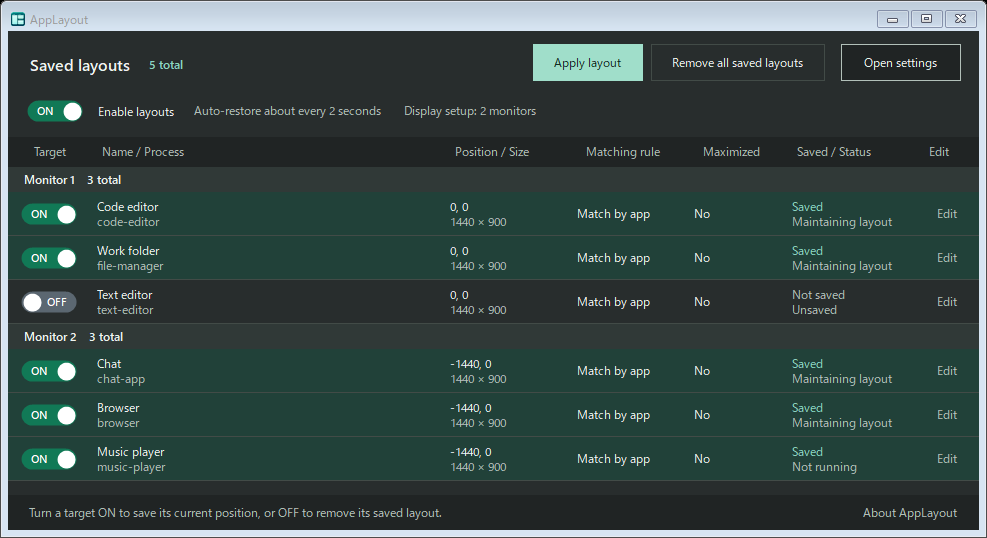 AppLayout
Saved layouts 5 total Apply layout Remove all saved layouts Open settings
ON Enable layouts Auto-restore about every 2 seconds Display setup: 2 monitors
Target Name / Process Position / Size Matching rule Maximized Saved / Status Edit
Monitor 1 3 total
ON Code editor 0, 0 Match by app No Saved Edit
code-editor 1440 × 900 Maintaining layout
ON Work folder 0, 0 Match by app No Saved Edit
file-manager 1440 × 900 Maintaining layout
OFF Text editor 0, 0 Match by app No Not saved Edit
text-editor 1440 × 900 Unsaved
Monitor 2 3 total
ON Chat -1440, 0 Match by app No Saved Edit
chat-app 1440 × 900 Maintaining layout
ON Browser -1440, 0 Match by app No Saved Edit
browser 1440 × 900 Maintaining layout
ON Music player -1440, 0 Match by app No Saved Edit
music-player 1440 × 900 Not running
Turn a target ON to save its current position, or OFF to remove its saved layout. About AppLayout